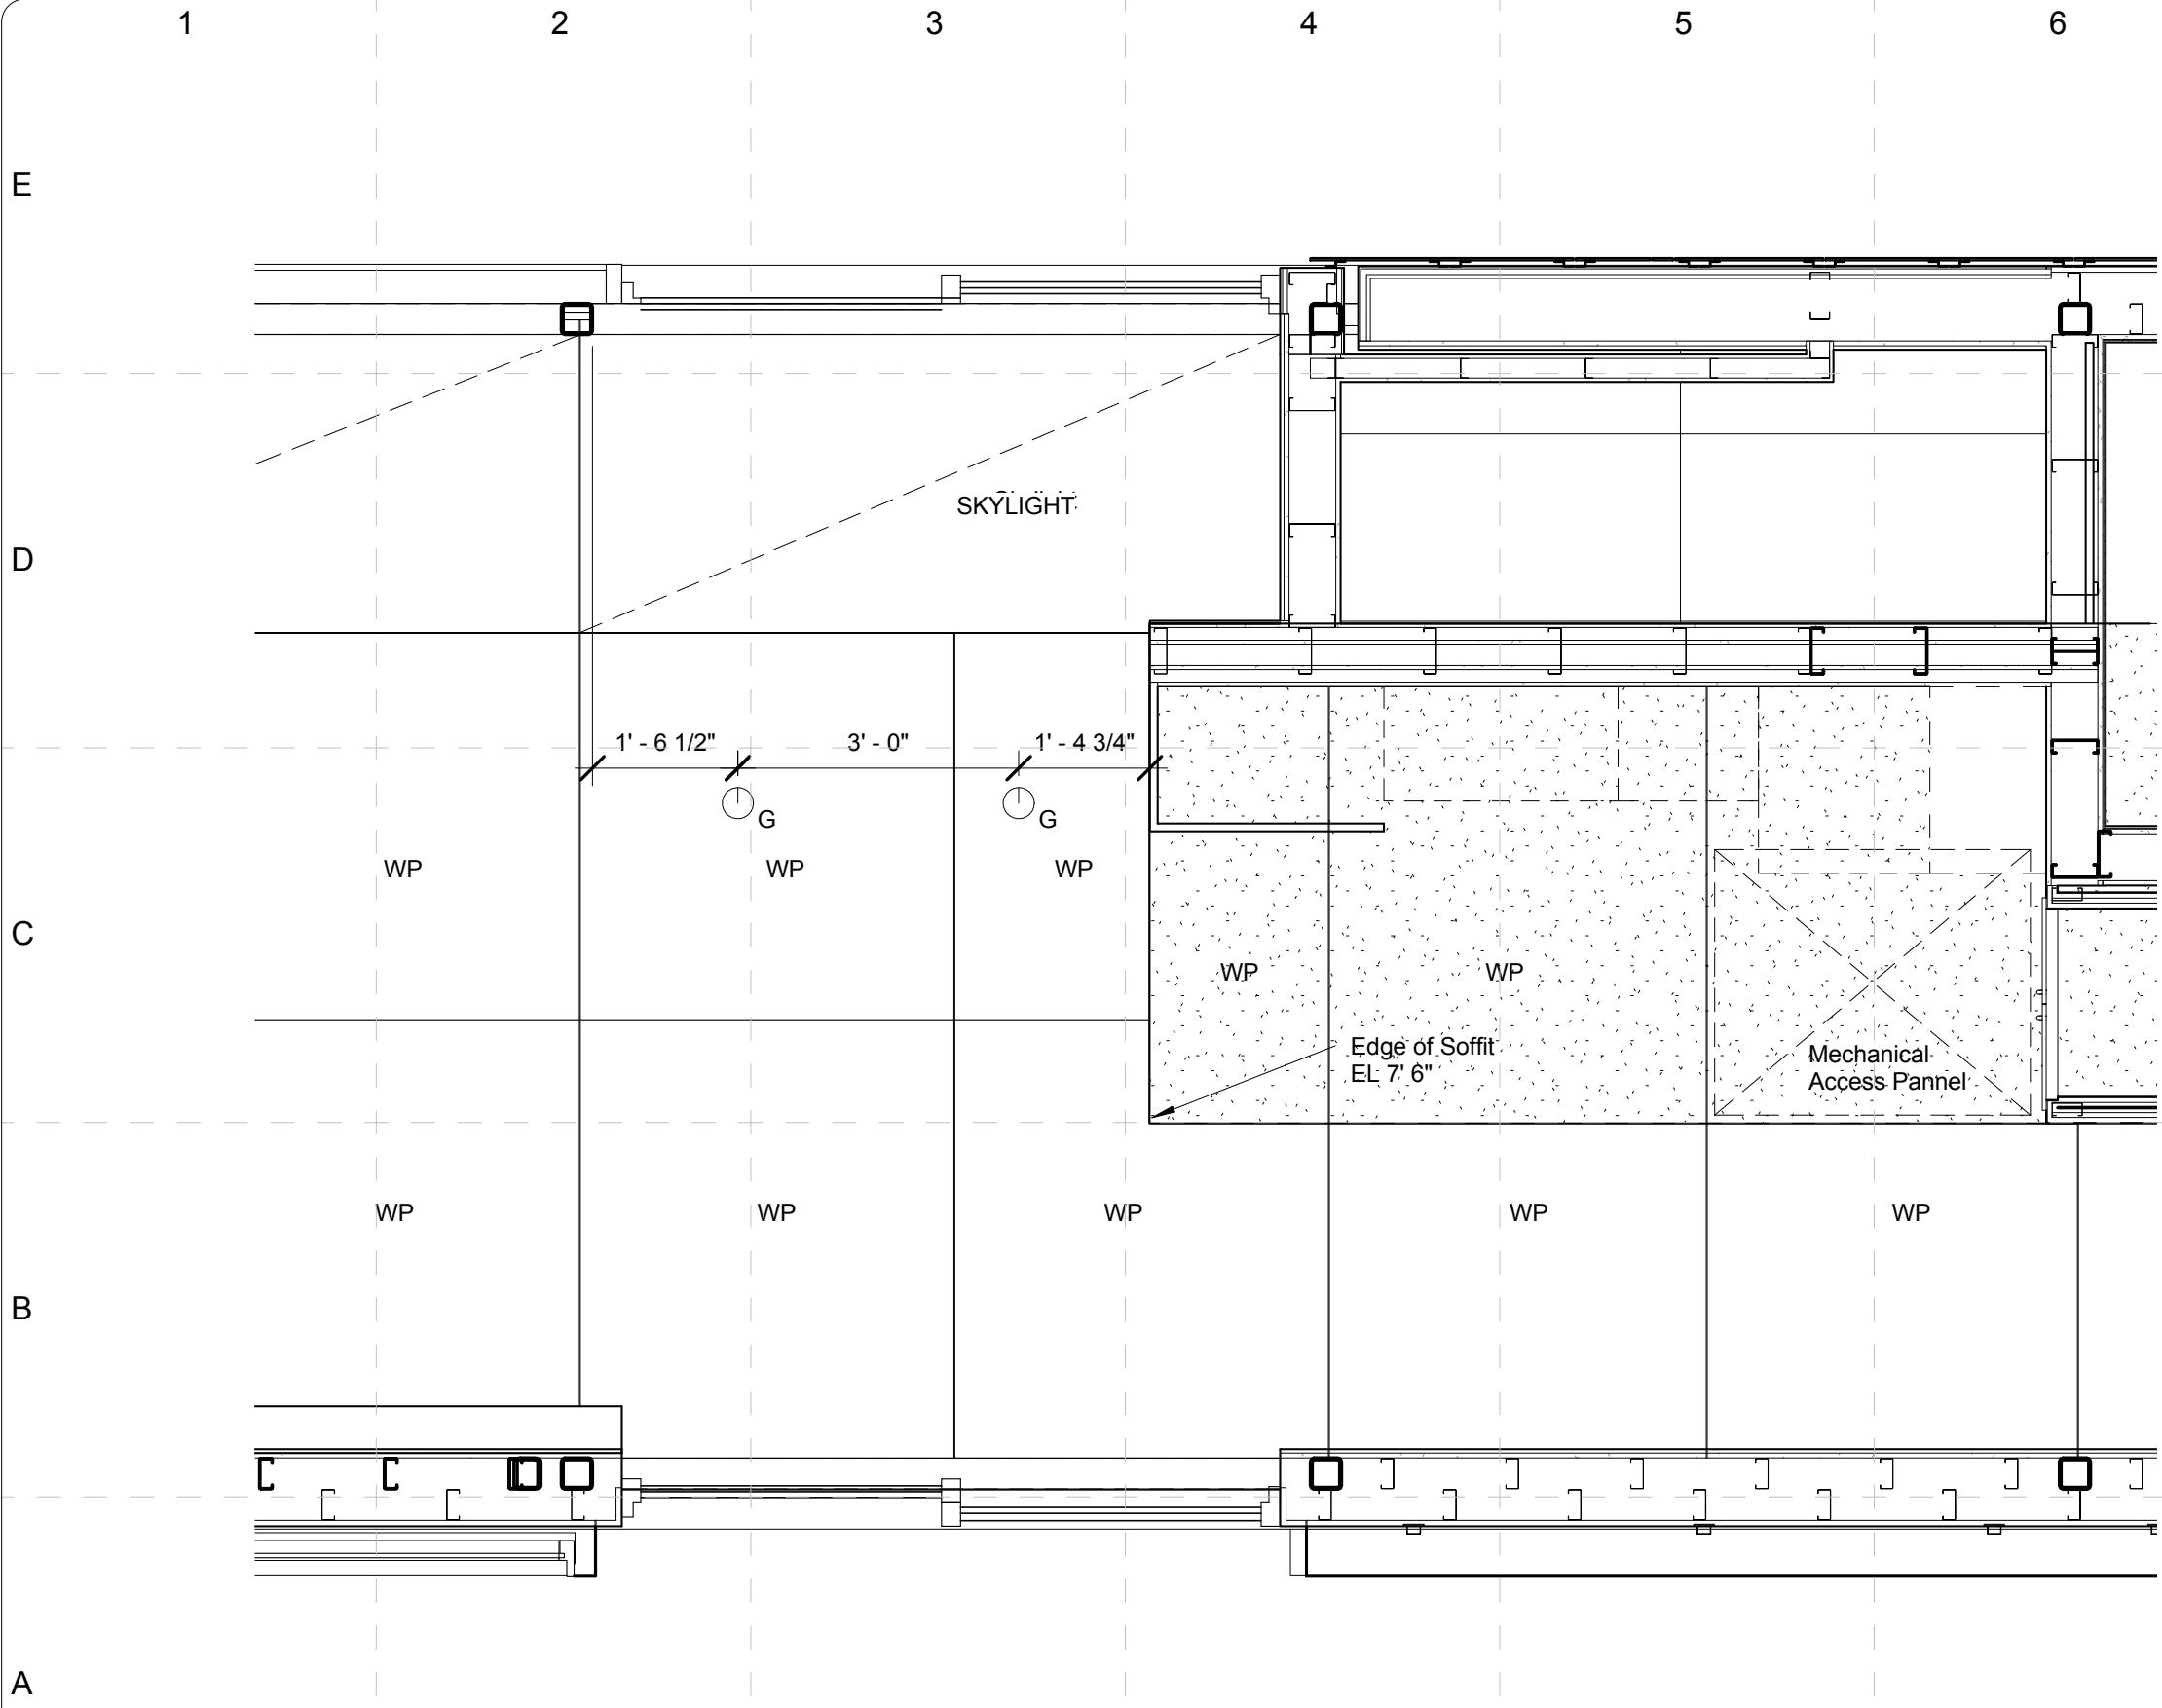 1 2 3 4 5 6
E
SKYLIGHT
D
1' - 6 1/2" 3' - 0" 1' - 4 3/4"
G G
WP WP WP
C
WP WP
Edge of Soffit
EL 7' 6"
Mechanical
Access Pannel
WP WP WP WP WP
B
A